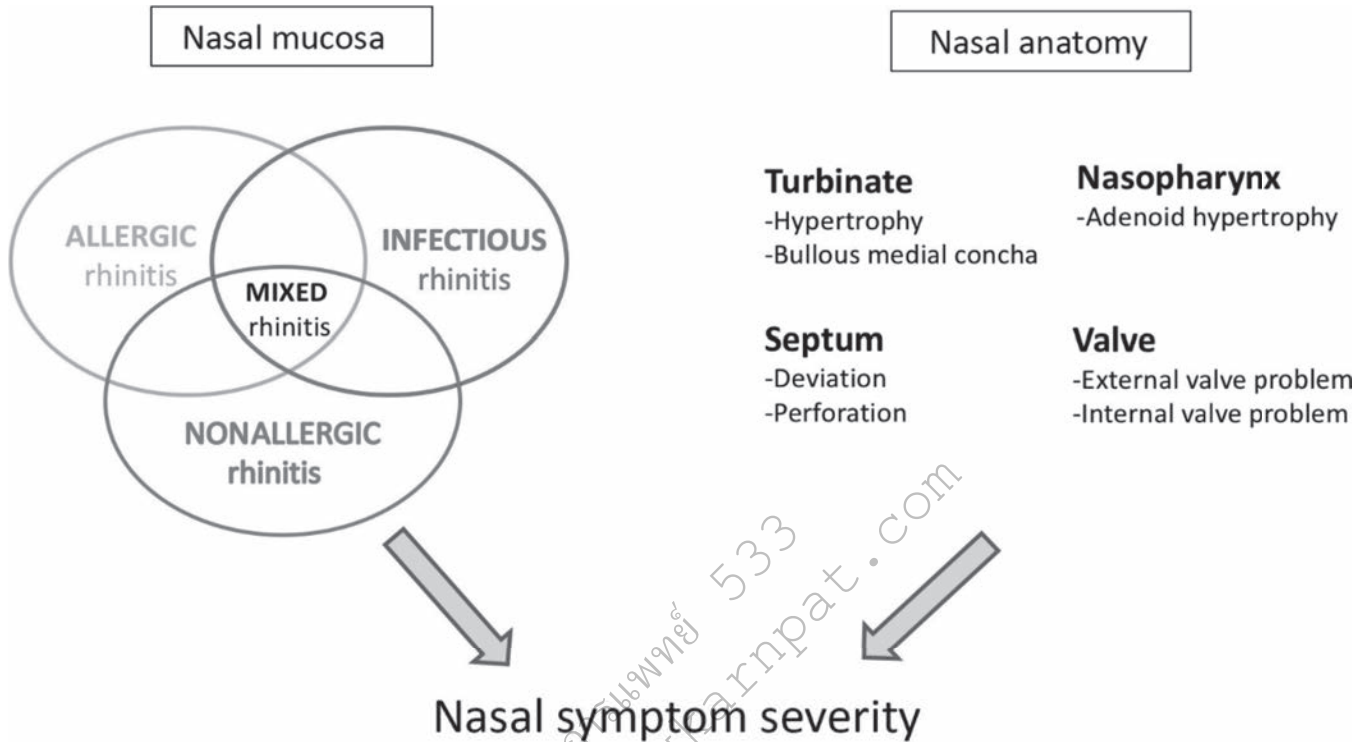 Nasal mucosa
ALLERGIC
rhinitis
INFECTIOUS
rhinitis
MIXED
rhinitis
NONALLERGIC
rhinitis
Nasal anatomy
Turbinate
-Hypertrophy
-Bullous medial concha
Nasopharynx
-Adenoid hypertrophy
Septum
-Deviation
-Perforation
Valve
-External valve problem
-Internal valve problem
533
Nasal symptom severity